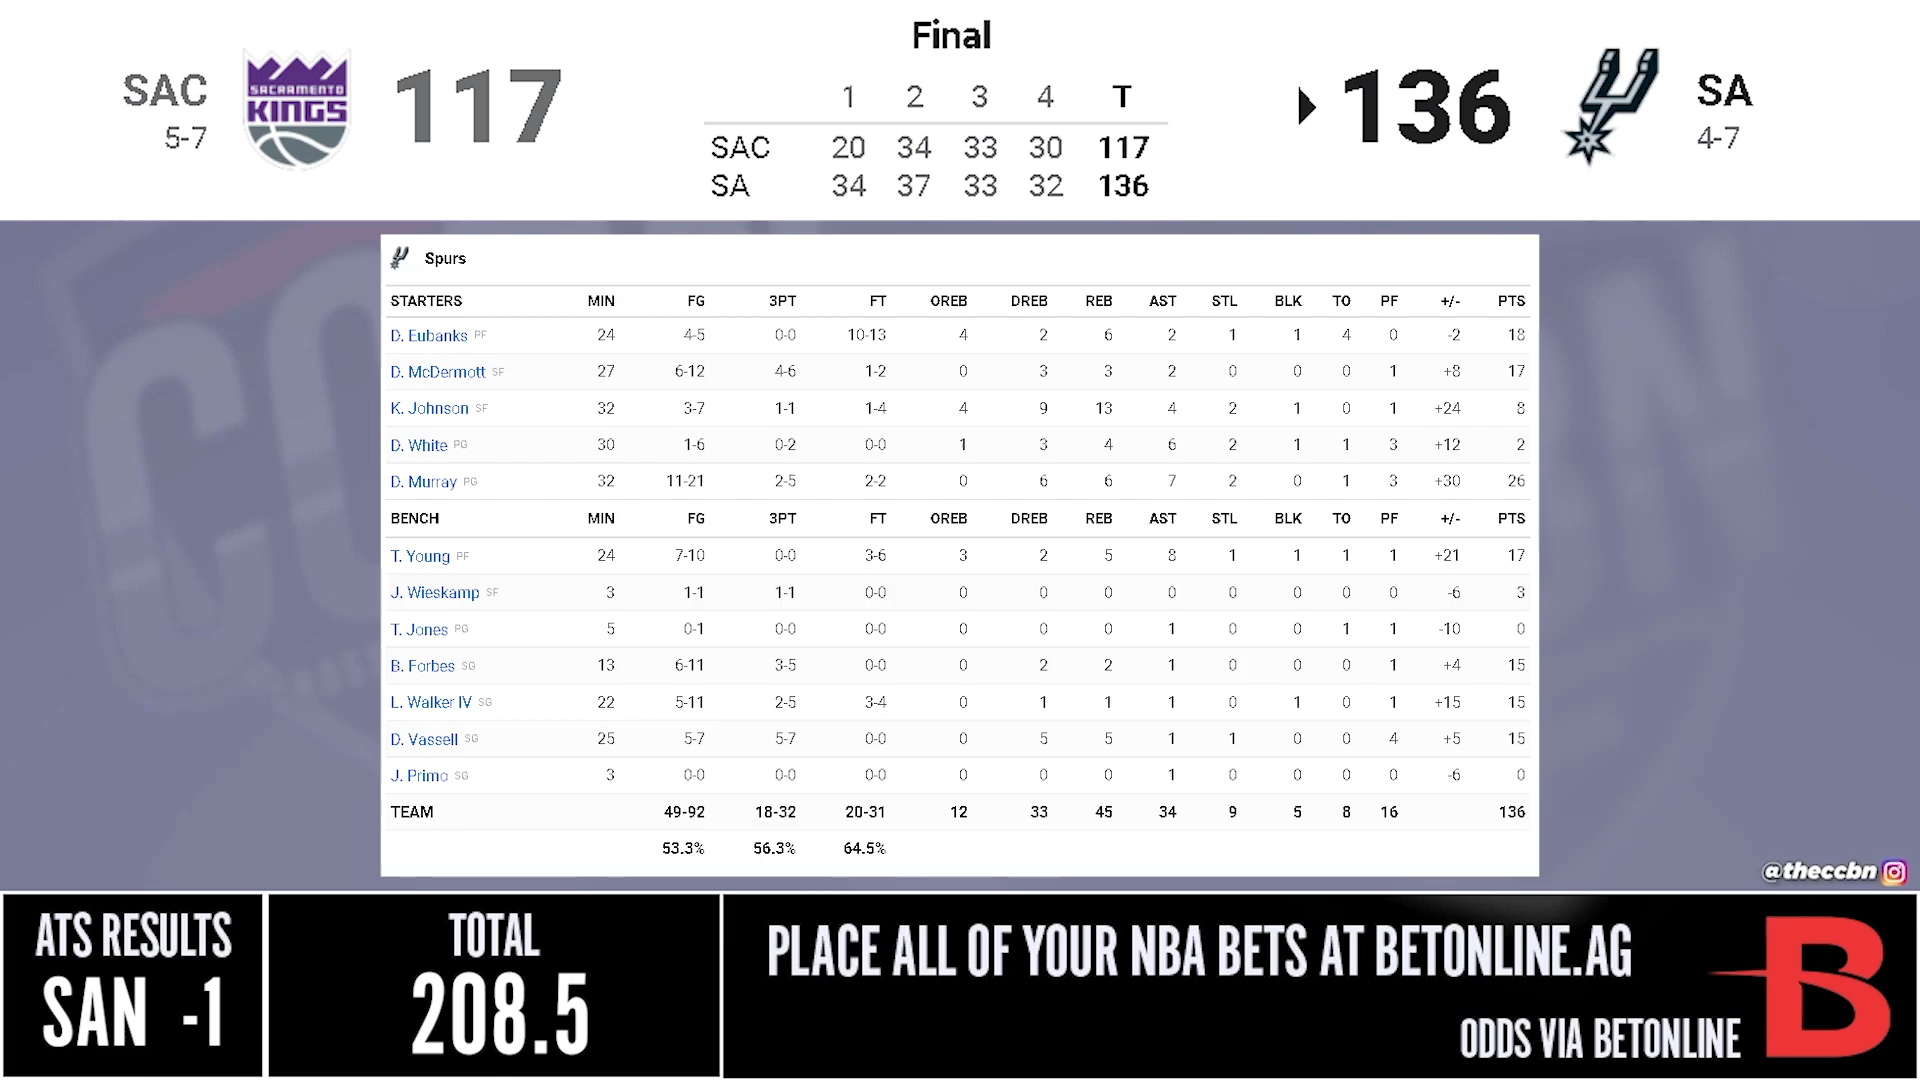 Final
SAC
5-7
SACRAMENTO
KINGS
117
1 2 3 4 T
SAC 20 34 33 30 117
SA 34 37 33 32 136
136
SA
4-7
Spurs
STARTERS MIN FG 3PT FT OREB DREB REB AST STL BLK TO PF +/- PTS
D. Eubanks PF 24 4-5 0-0 10-13 4 2 6 2 1 1 4 0 -2 18
D. McDermott SF 27 6-12 4-6 1-2 0 3 3 2 0 0 0 1 +8 17
K. Johnson SF 32 3-7 1-1 1-4 4 9 13 4 2 1 0 1 +24 8
D. White PG 30 1-6 0-2 0-0 1 3 4 6 2 1 1 3 +12 2
D. Murray PG 32 11-21 2-5 2-2 0 6 6 7 2 0 1 3 +30 26
BENCH MIN FG 3PT FT OREB DREB REB AST STL BLK TO PF +/- PTS
T. Young PF 24 7-10 0-0 3-6 3 2 5 8 1 1 1 1 +21 17
J. Wieskamp SF 3 1-1 1-1 0-0 0 0 0 0 0 0 0 0 -6 3
T. Jones PG 5 0-1 0-0 0-0 0 0 0 1 0 0 1 1 -10 0
B. Forbes SG 13 6-11 3-5 0-0 0 2 2 1 0 0 0 1 +4 15
L. Walker IV SG 22 5-11 2-5 3-4 0 1 1 1 0 1 0 1 +15 15
D. Vassell SG 25 5-7 5-7 0-0 0 5 5 1 1 0 0 4 +5 15
J. Primo SG 3 0-0 0-0 0-0 0 0 0 1 0 0 0 0 -6 0
TEAM 49-92 18-32 20-31 12 33 45 34 9 5 8 16 136
53.3% 56.3% 64.5%
@theccbn
ATS RESULTS
SAN -1
TOTAL
208.5
PLACE ALL OF YOUR NBA BETS AT BETONLINE.AG
ODDS VIA BETONLINE
B